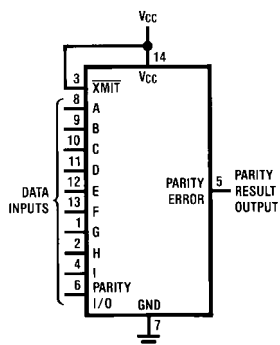 VCC
14
3
XMIT
VCC
8
A
9
B
10
C
11
D
DATA
INPUTS
12
E
13
F
1
G
2
H
4
I
6
PARITY
I/O
PARITY
ERROR
5
PARITY
RESULT
OUTPUT
GND
7